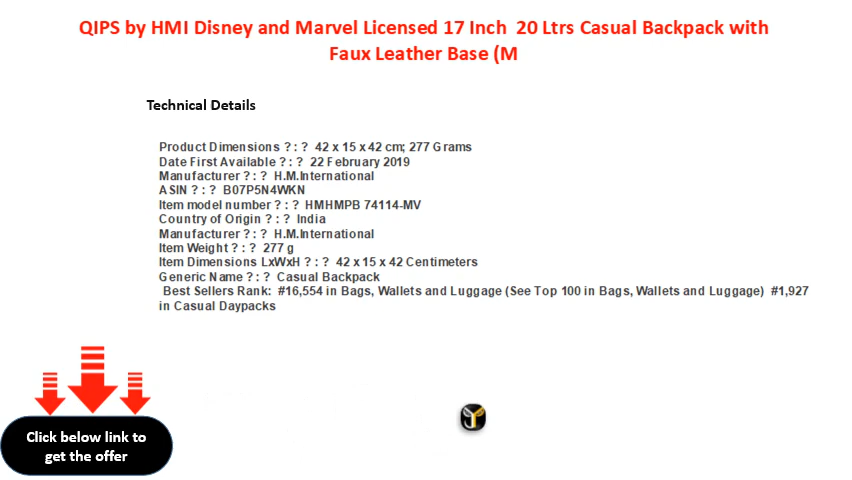 QIPS by HMI Disney and Marvel Licensed 17 Inch 20 Ltrs Casual Backpack with
Faux Leather Base (M
Technical Details
Product Dimensions ? : ? 42 x 15 x 42 cm; 277 Grams
Date First Available ? : ? 22 February 2019
Manufacturer ? : ? H.M.International
ASIN ? : ? B07P5N4WKN
Item model number ? : ? HMHMPB 74114-MV
Country of Origin ? : ? India
Manufacturer ? : ? H.M.International
Item Weight ? : ? 277 g
Item Dimensions LxWxH ? : ? 42 x 15 x 42 Centimeters
Generic Name ? : ? Casual Backpack
Best Sellers Rank: #16,554 in Bags, Wallets and Luggage (See Top 100 in Bags, Wallets and Luggage) #1,927
in Casual Daypacks
Click below link to
get the offer